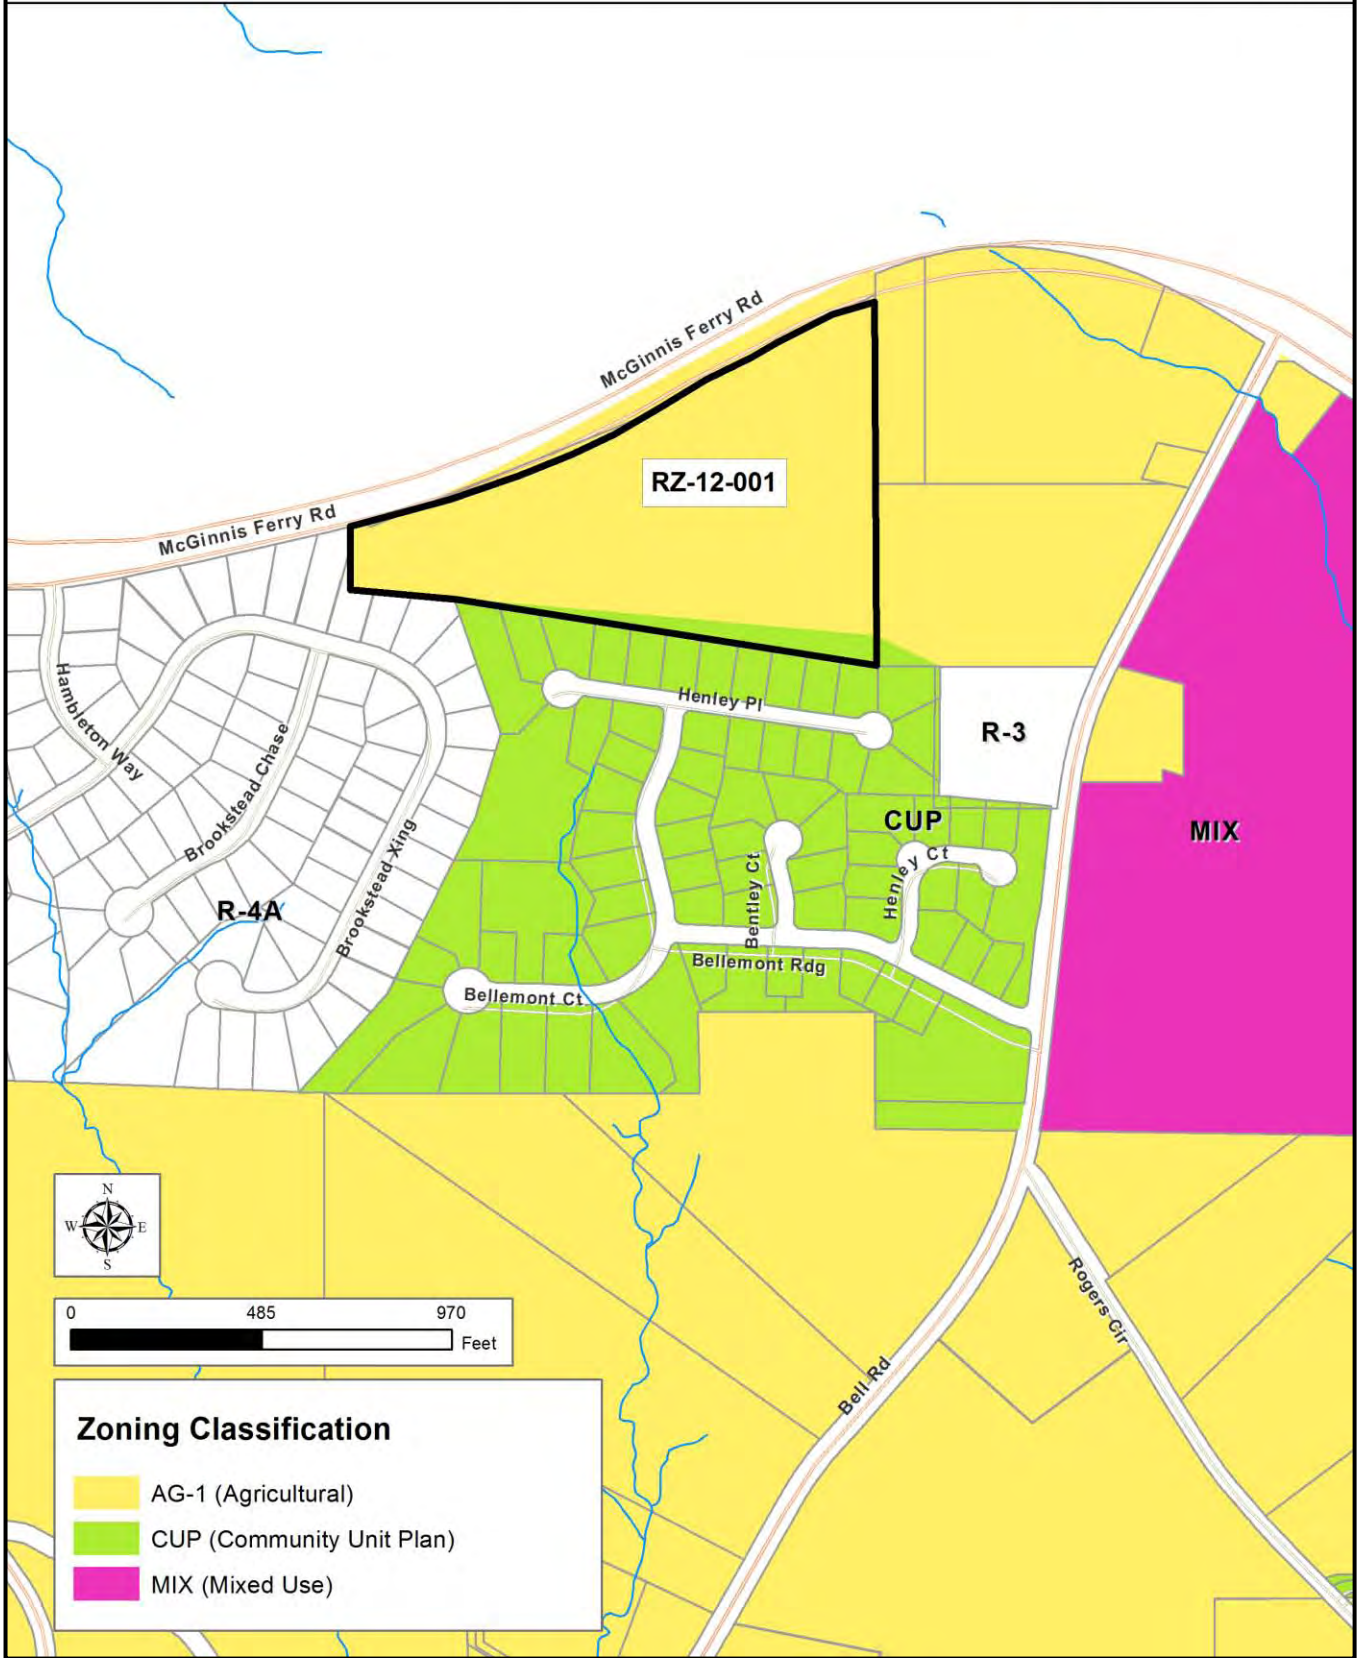 McGinnis Ferry Rd
RZ-12-001
McGinnis Ferry Rd
Hambleton Way
Henley Pl
R-3
Brookstead Chase
CUP
MIX
Brookstead Xing
Bentley Ct
Henley Ct
R-4A
Bellemont Rdg
Bellemont Ct
N
W E
S
Rogers Cir
0 485 970
Feet
Bell Rd
Zoning Classification
AG-1 (Agricultural)
CUP (Community Unit Plan)
MIX (Mixed Use)